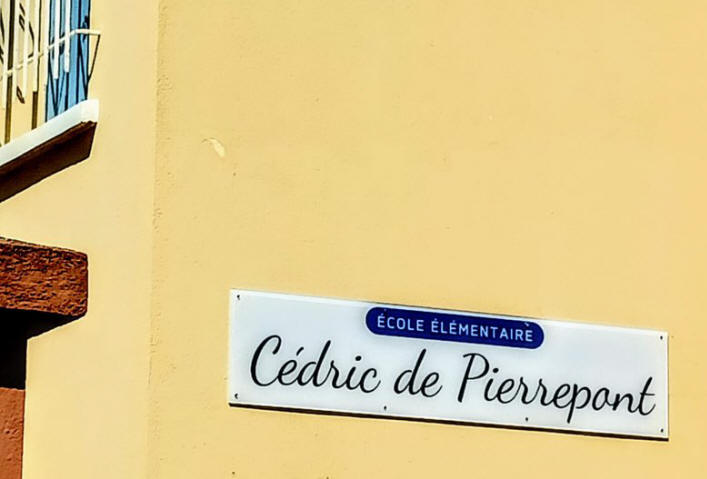 ÉCOLE ÉLÉMENTAIRE
Cédric de Pierrepont